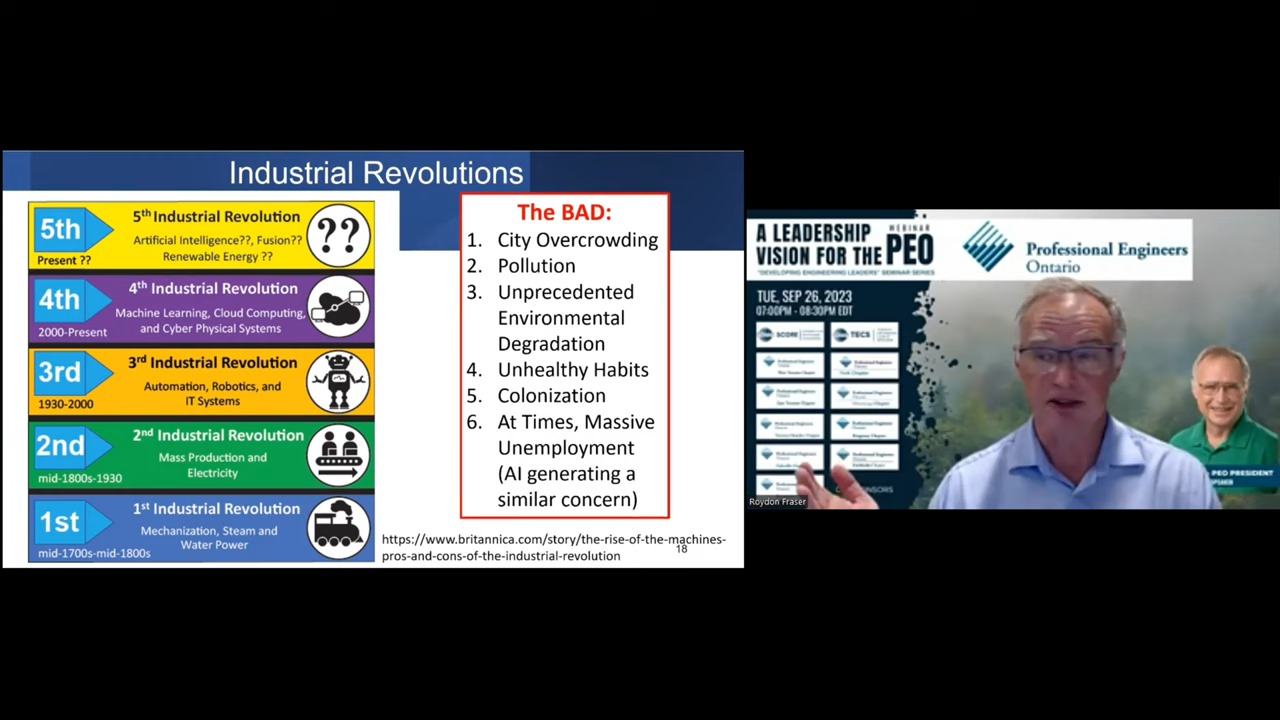 Industrial Revolutions
5th
Present ??
5th Industrial Revolution
Artificial Intelligence??, Fusion??
Renewable Energy ??
??
4th
2000-Present
4th Industrial Revolution
Machine Learning, Cloud Computing,
and Cyber Physical Systems
3rd
1930-2000
3rd Industrial Revolution
Automation, Robotics, and
IT Systems
2nd
mid-1800s-1930
2nd Industrial Revolution
Mass Production and
Electricity
1st
mid-1700s-mid-1800s
1st Industrial Revolution
Mechanization, Steam and
Water Power
The BAD:
1. City Overcrowding
2. Pollution
3. Unprecedented
Environmental
Degradation
4. Unhealthy Habits
5. Colonization
6. At Times, Massive
Unemployment
(AI generating a
similar concern)
https://www.britannica.com/story/the-rise-of-the-machines-
pros-and-cons-of-the-industrial-revolution
18
A LEADERSHIP
WEBINAR
VISION FOR THE PEO
"DEVELOPING ENGINEERING LEADERS" SEMINAR SERIES
TUE, SEP 26, 2023
07:00PM - 08:30PM EDT
SCORE
TECS
Professional Engineers
Ontario
PEO PRESIDENT
Roydon Fraser